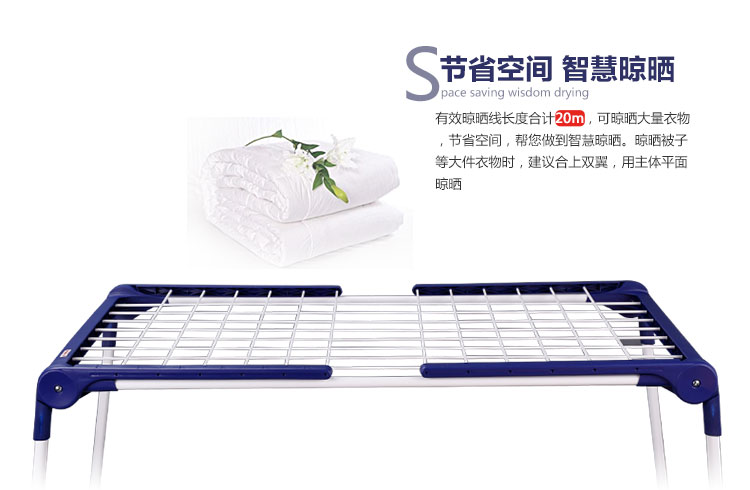 节省空间 智慧晾晒
Space saving wisdom drying
有效晾晒线长度合计20m，可晾晒大量衣物
，节省空间，帮您做到智慧晾晒。晾晒被子
等大件衣物时，建议合上双翼，用主体平面
晾晒